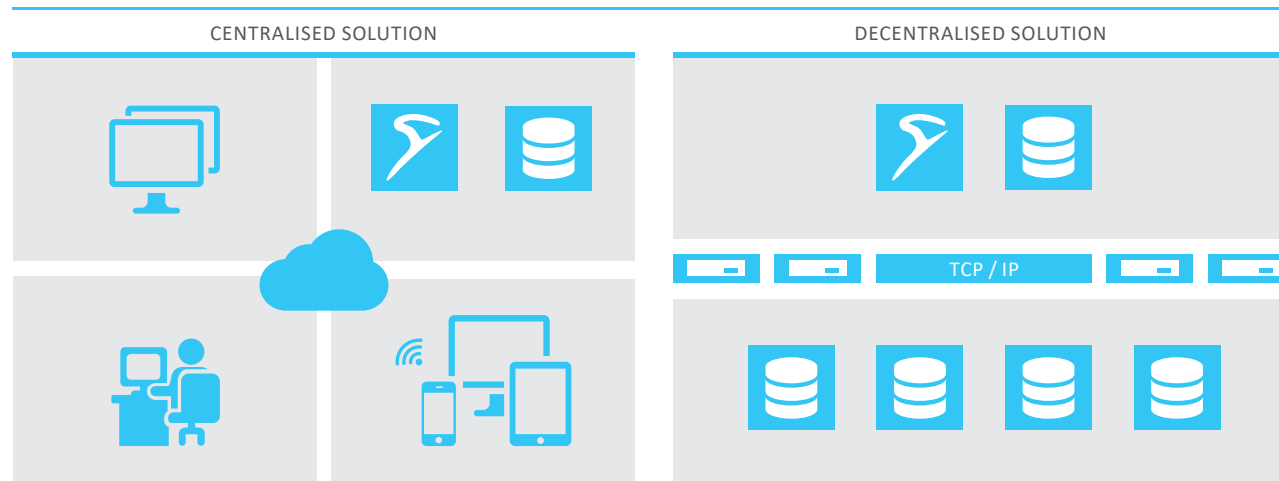 CENTRALISED SOLUTION
DECENTRALISED SOLUTION
TCP / IP